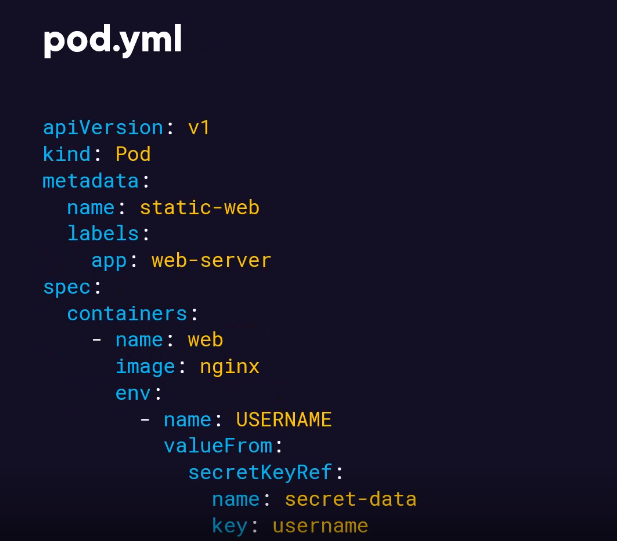 pod.yml
apiVersion: v1
kind: Pod
metadata:
  name: static-web
  labels:
    app: web-server
spec:
  containers:
    - name: web
      image: nginx
      env:
        - name: USERNAME
          valueFrom:
            secretKeyRef:
              name: secret-data
              key: username